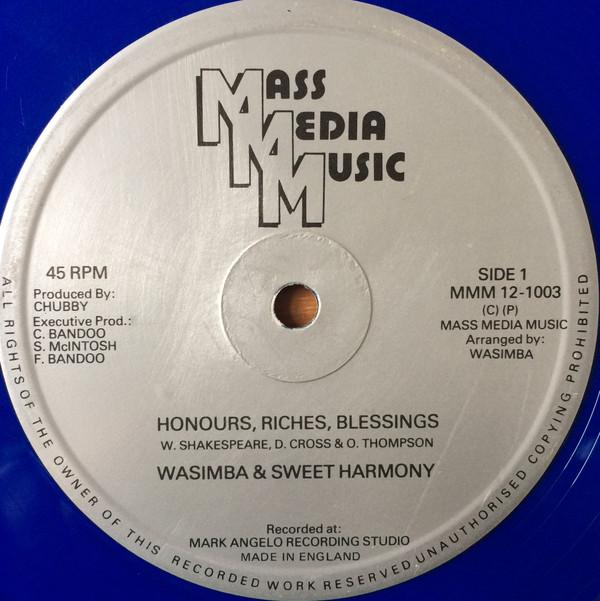 MASS
MEDIA
MUSIC
45 RPM
Produced By:
CHUBBY
Executive Prod.:
C. BANDOO
S. McINTOSH
F. BANDOO
SIDE 1
MMM 12-1003
(C) (P)
MASS MEDIA MUSIC
Arranged by:
WASIMBA
HONOURS, RICHES, BLESSINGS
W. SHAKESPEARE, D. CROSS & O. THOMPSON
WASIMBA & SWEET HARMONY
Recorded at:
MARK ANGELO RECORDING STUDIO
MADE IN ENGLAND
ALL RIGHTS OF THE OWNER OF THIS RECORDED WORK RESERVED UNAUTHORISED COPYING PROHIBITED